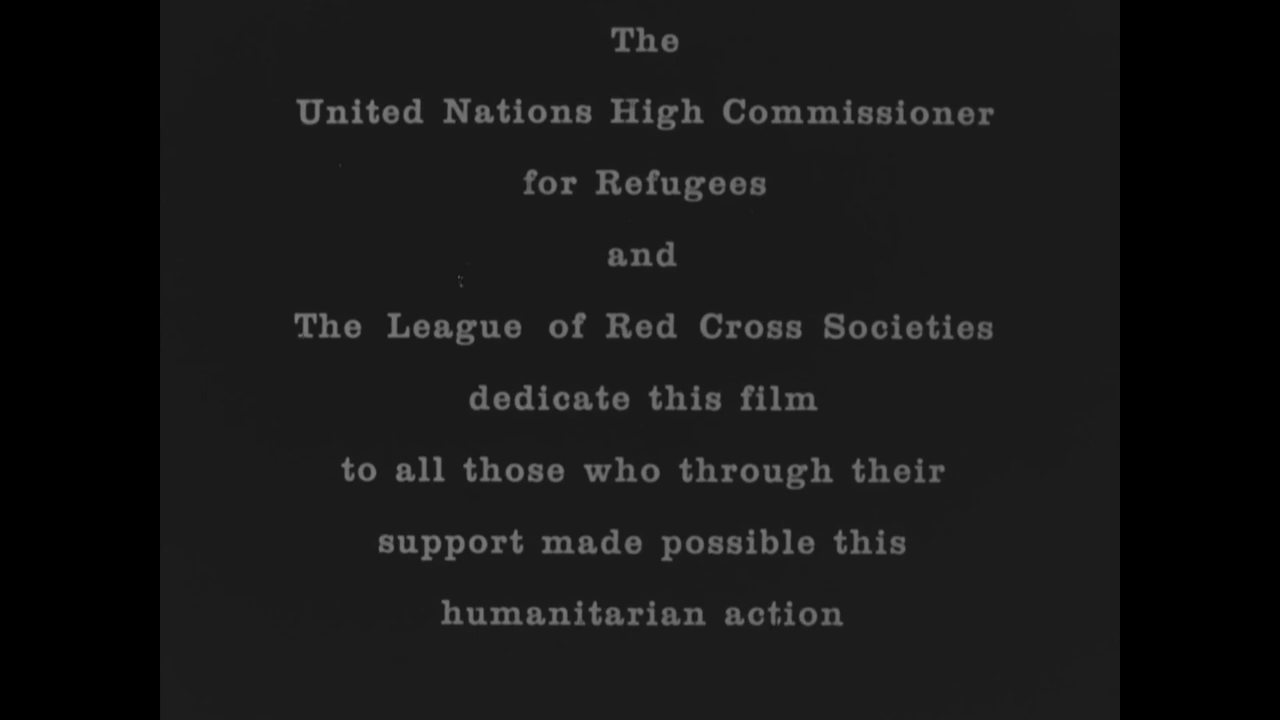 The
United Nations High Commissioner
for Refugees
and
The League of Red Cross Societies
dedicate this film
to all those who through their
support made possible this
humanitarian action